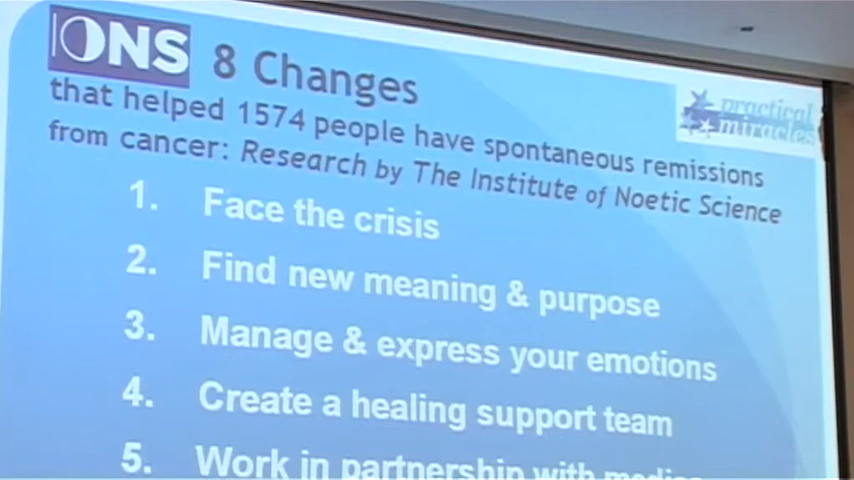 IONS 8 Changes
practical
miracles
that helped 1574 people have spontaneous remissions
from cancer: Research by The Institute of Noetic Science
1. Face the crisis
2. Find new meaning & purpose
3. Manage & express your emotions
4. Create a healing support team
5. Work in partnership with